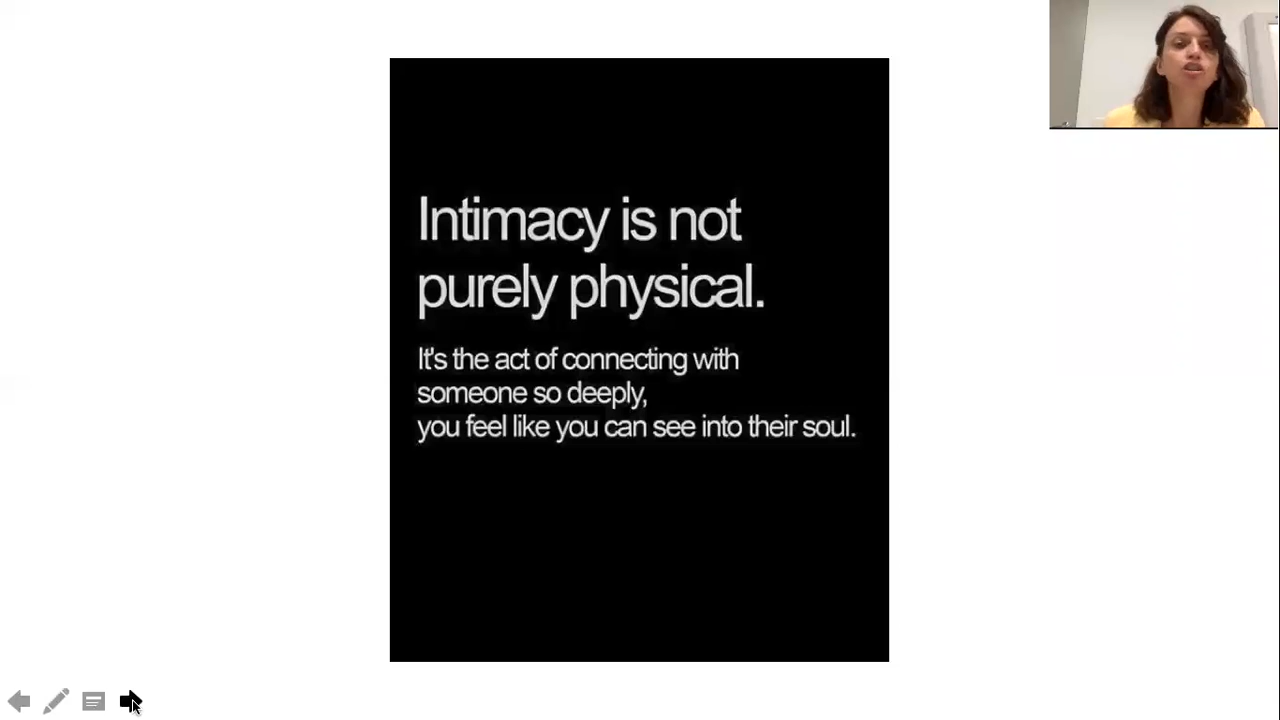 Intimacy is not
purely physical.
It's the act of connecting with
someone so deeply,
you feel like you can see into their soul.